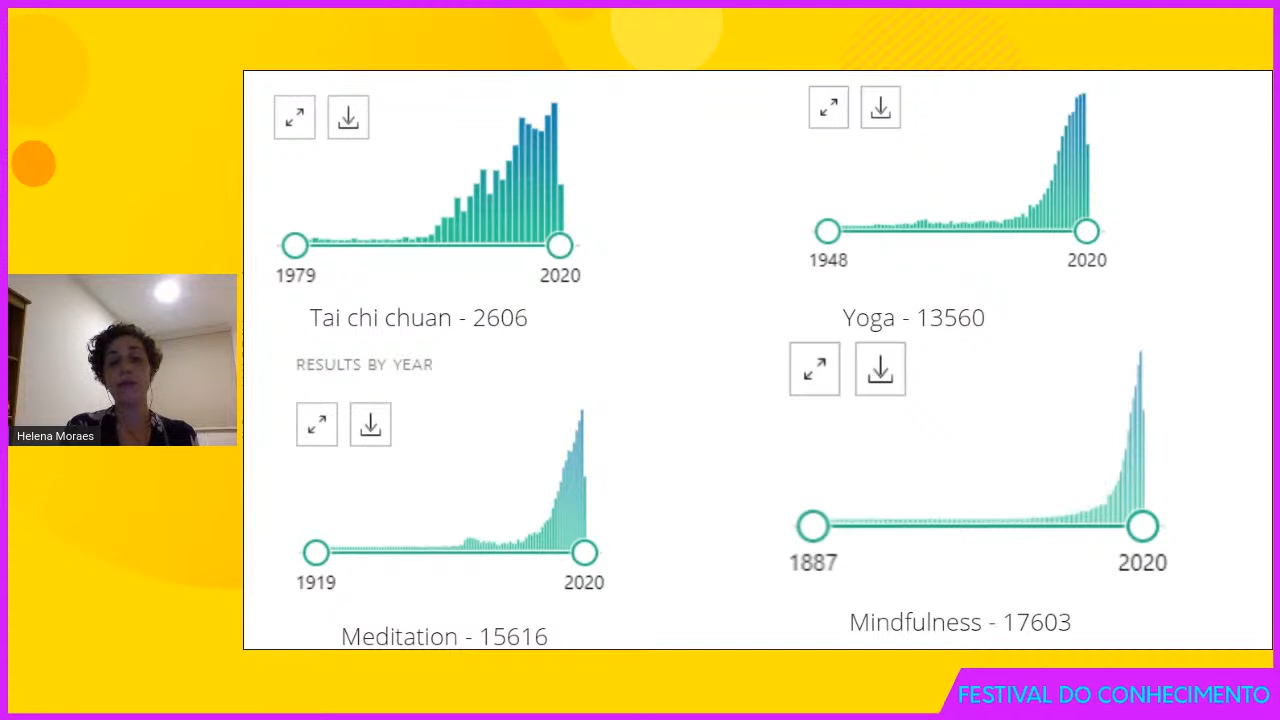 1979
2020
Tai chi chuan - 2606
1948
2020
Yoga - 13560
RESULTS BY YEAR
1919
2020
Meditation - 15616
1887
2020
Mindfulness - 17603
Helena Moraes
FESTIVAL DO CONHECIMENTO